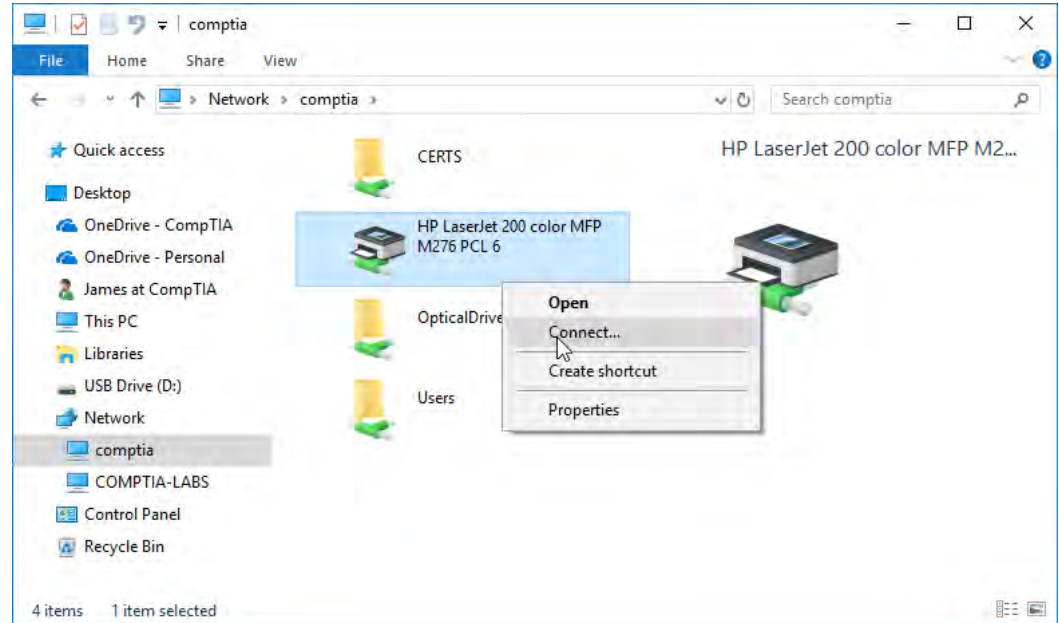 comptia
File Home Share View
Network comptia Search comptia
Quick access
Desktop
OneDrive - CompTIA
OneDrive - Personal
James at CompTIA
This PC
Libraries
USB Drive (D:)
Network
comptia
COMPTIA-LABS
Control Panel
Recycle Bin
CERTS
HP LaserJet 200 color MFP
M276 PCL 6
OpticalDrive
Users
Open
Connect...
Create shortcut
Properties
HP LaserJet 200 color MFP M2...
4 items 1 item selected